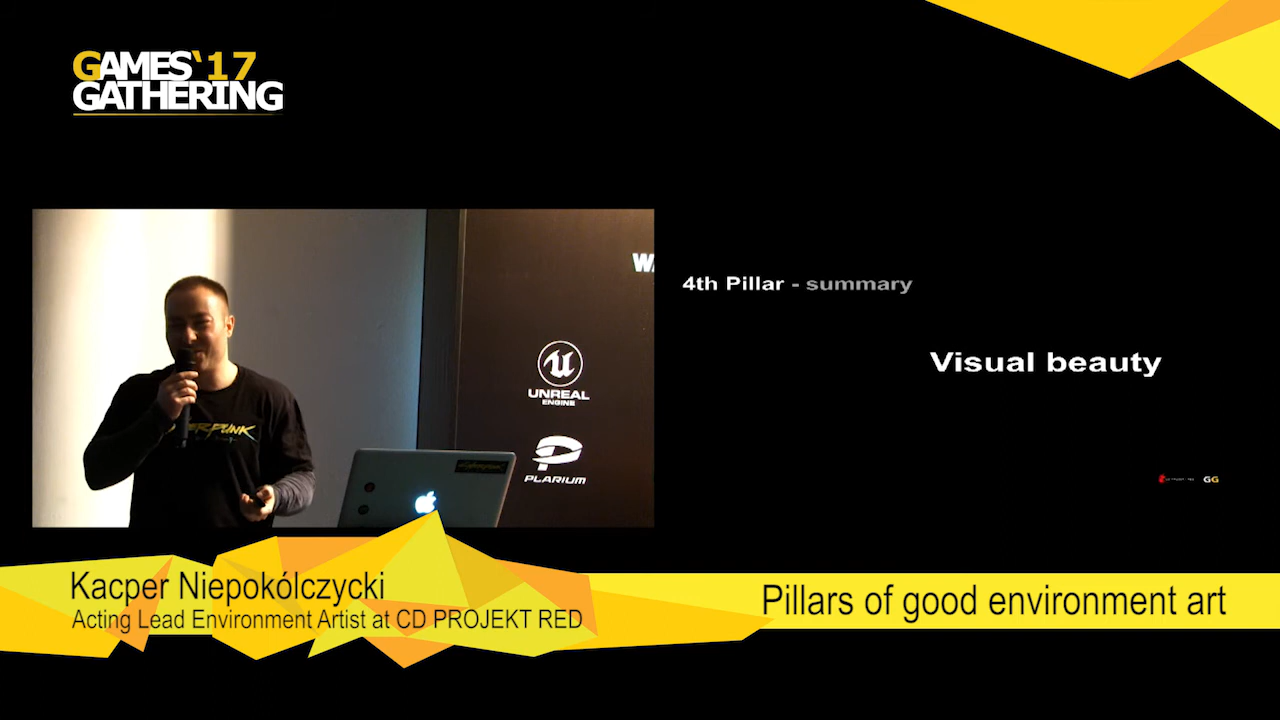 GAMES‘17
GATHERING
WA
UNREAL
ENGINE
PLARIUM
4th Pillar - summary
Visual beauty
GG
Kacper Niepokólczycki
Acting Lead Environment Artist at CD PROJEKT RED
Pillars of good environment art